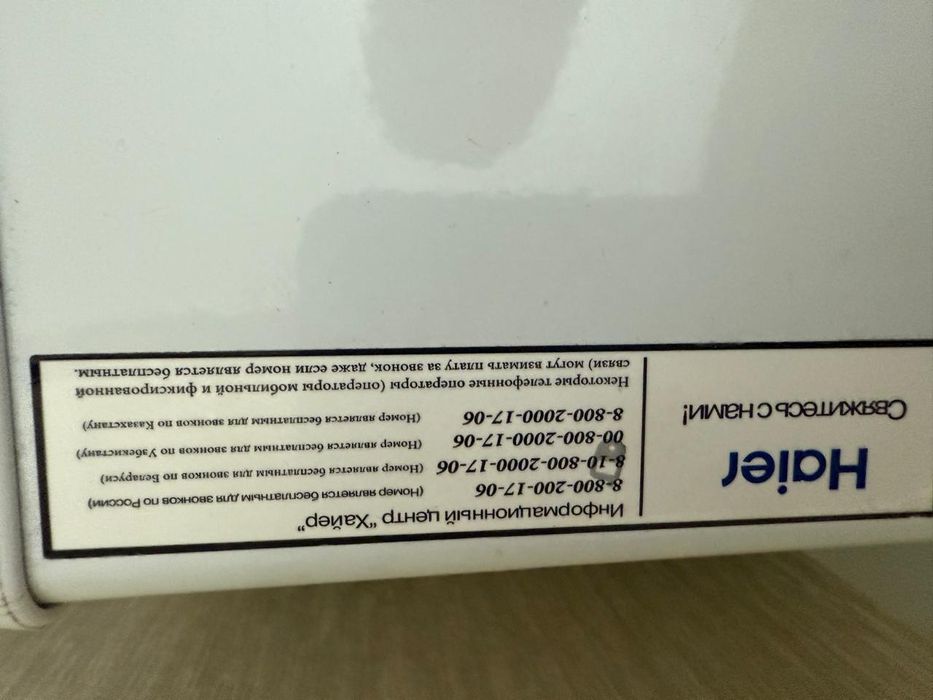 Haier
Свяжитесь с нами!
Информационный центр "Хайер"
8-800-200-17-06 (Номер является бесплатным для звонков по России)
8-10-800-2000-17-06 (Номер является бесплатным для звонков по Беларуси)
00-800-2000-17-06 (Номер является бесплатным для звонков по Узбекистану)
8-800-2000-17-06 (Номер является бесплатным для звонков по Казахстану)
Некоторые телефонные операторы (операторы мобильной и фиксированной
связи) могут взимать плату за звонок, даже если номер является бесплатным.